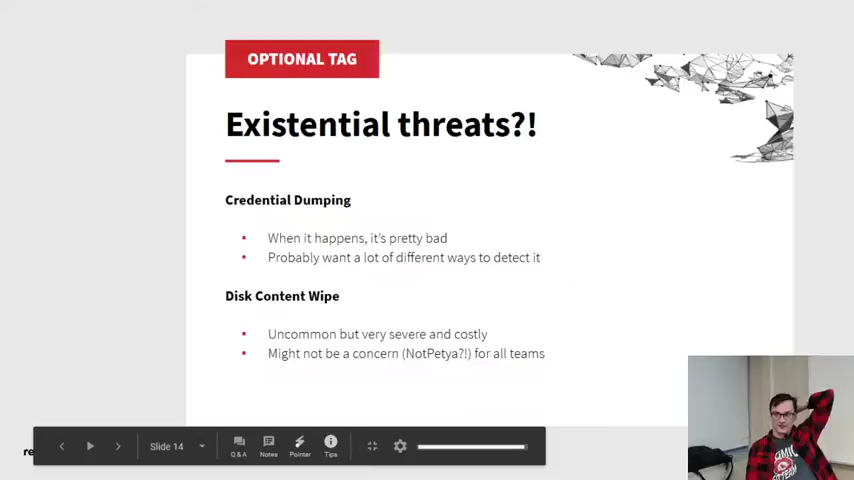 OPTIONAL TAG
Existential threats?!
Credential Dumping
When it happens, it's pretty bad
Probably want a lot of different ways to detect it
Disk Content Wipe
Uncommon but very severe and costly
Might not be a concern (NotPetya?!) for all teams
re
Slide 14
Q & A
Notes
Pointer
Tips